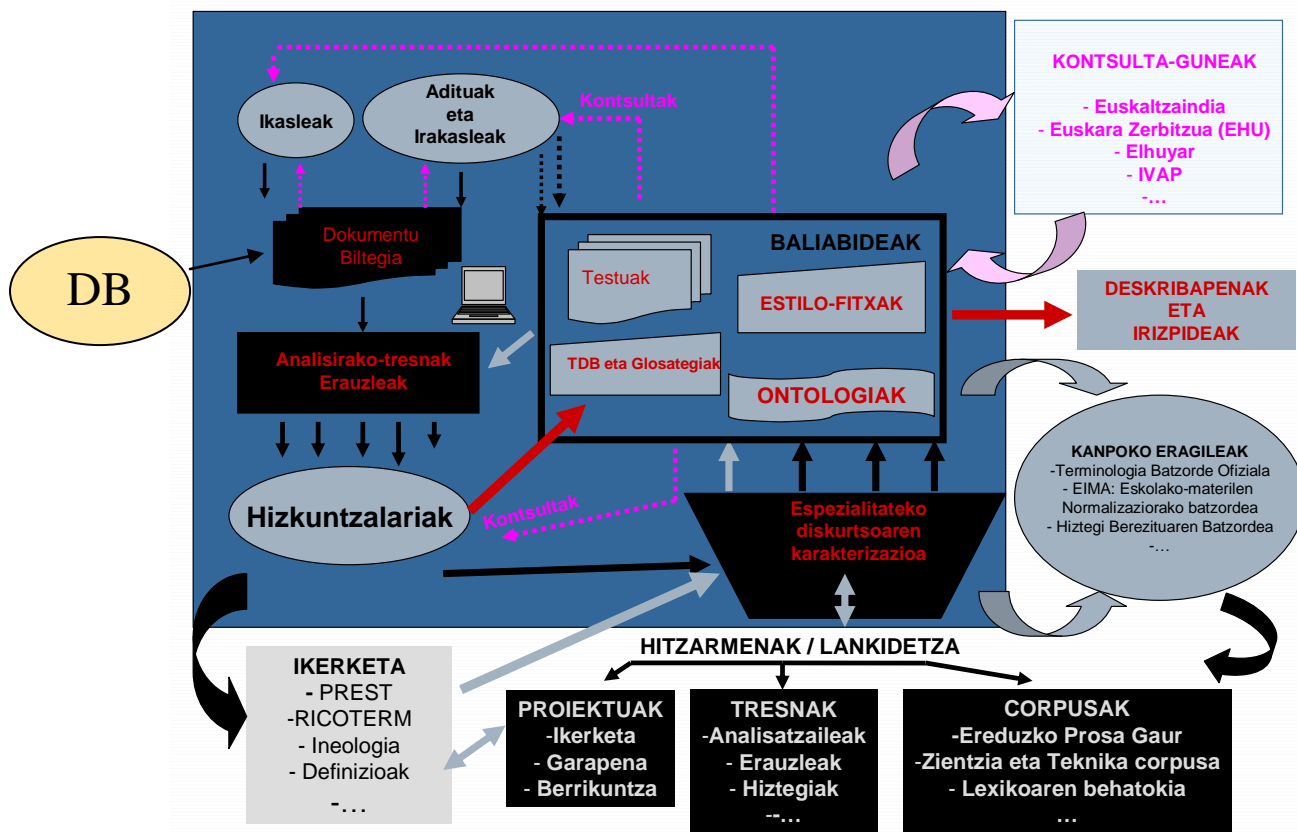 KONTSULTA-GUNEAK
- Euskaltzaindia
- Euskara Zerbitzua (EHU)
- Elhuyar
- IVAP
-...
Ikasleak
Adituak
eta
Irakasleak
Kontsultak
DB
Dokumentu
Biltegia
BALIABIDEAK
Testuak
ESTILO-FITXAK
TDB eta Glosategiak
ONTOLOGIAK
DESKRIBAPENAK
ETA
IRIZPIDEAK
Analisirako-tresnak
Erauzleak
Hizkuntzalariak
Kontsultak
Espezialitateko
diskurtsoaren
karakterizazioa
KANPOKO ERAGILEAK
-Terminologia Batzorde Ofiziala
- EIMA: Eskolako-materilen
Normalizaziorako batzordea
- Hiztegi Berezituaren Batzordea
-...
HITZARMENAK / LANKIDETZA
IKERKETA
- PREST
-RICOTERM
- Ineologia
- Definizioak
-...
PROIEKTUAK
-Ikerketa
- Garapena
- Berrikuntza
TRESNAK
-Analisatzaileak
- Erauzleak
- Hiztegiak
--...
CORPUSAK
-Ereduzko Prosa Gaur
-Zientzia eta Teknika corpusa
- Lexikoaren behatokia
...